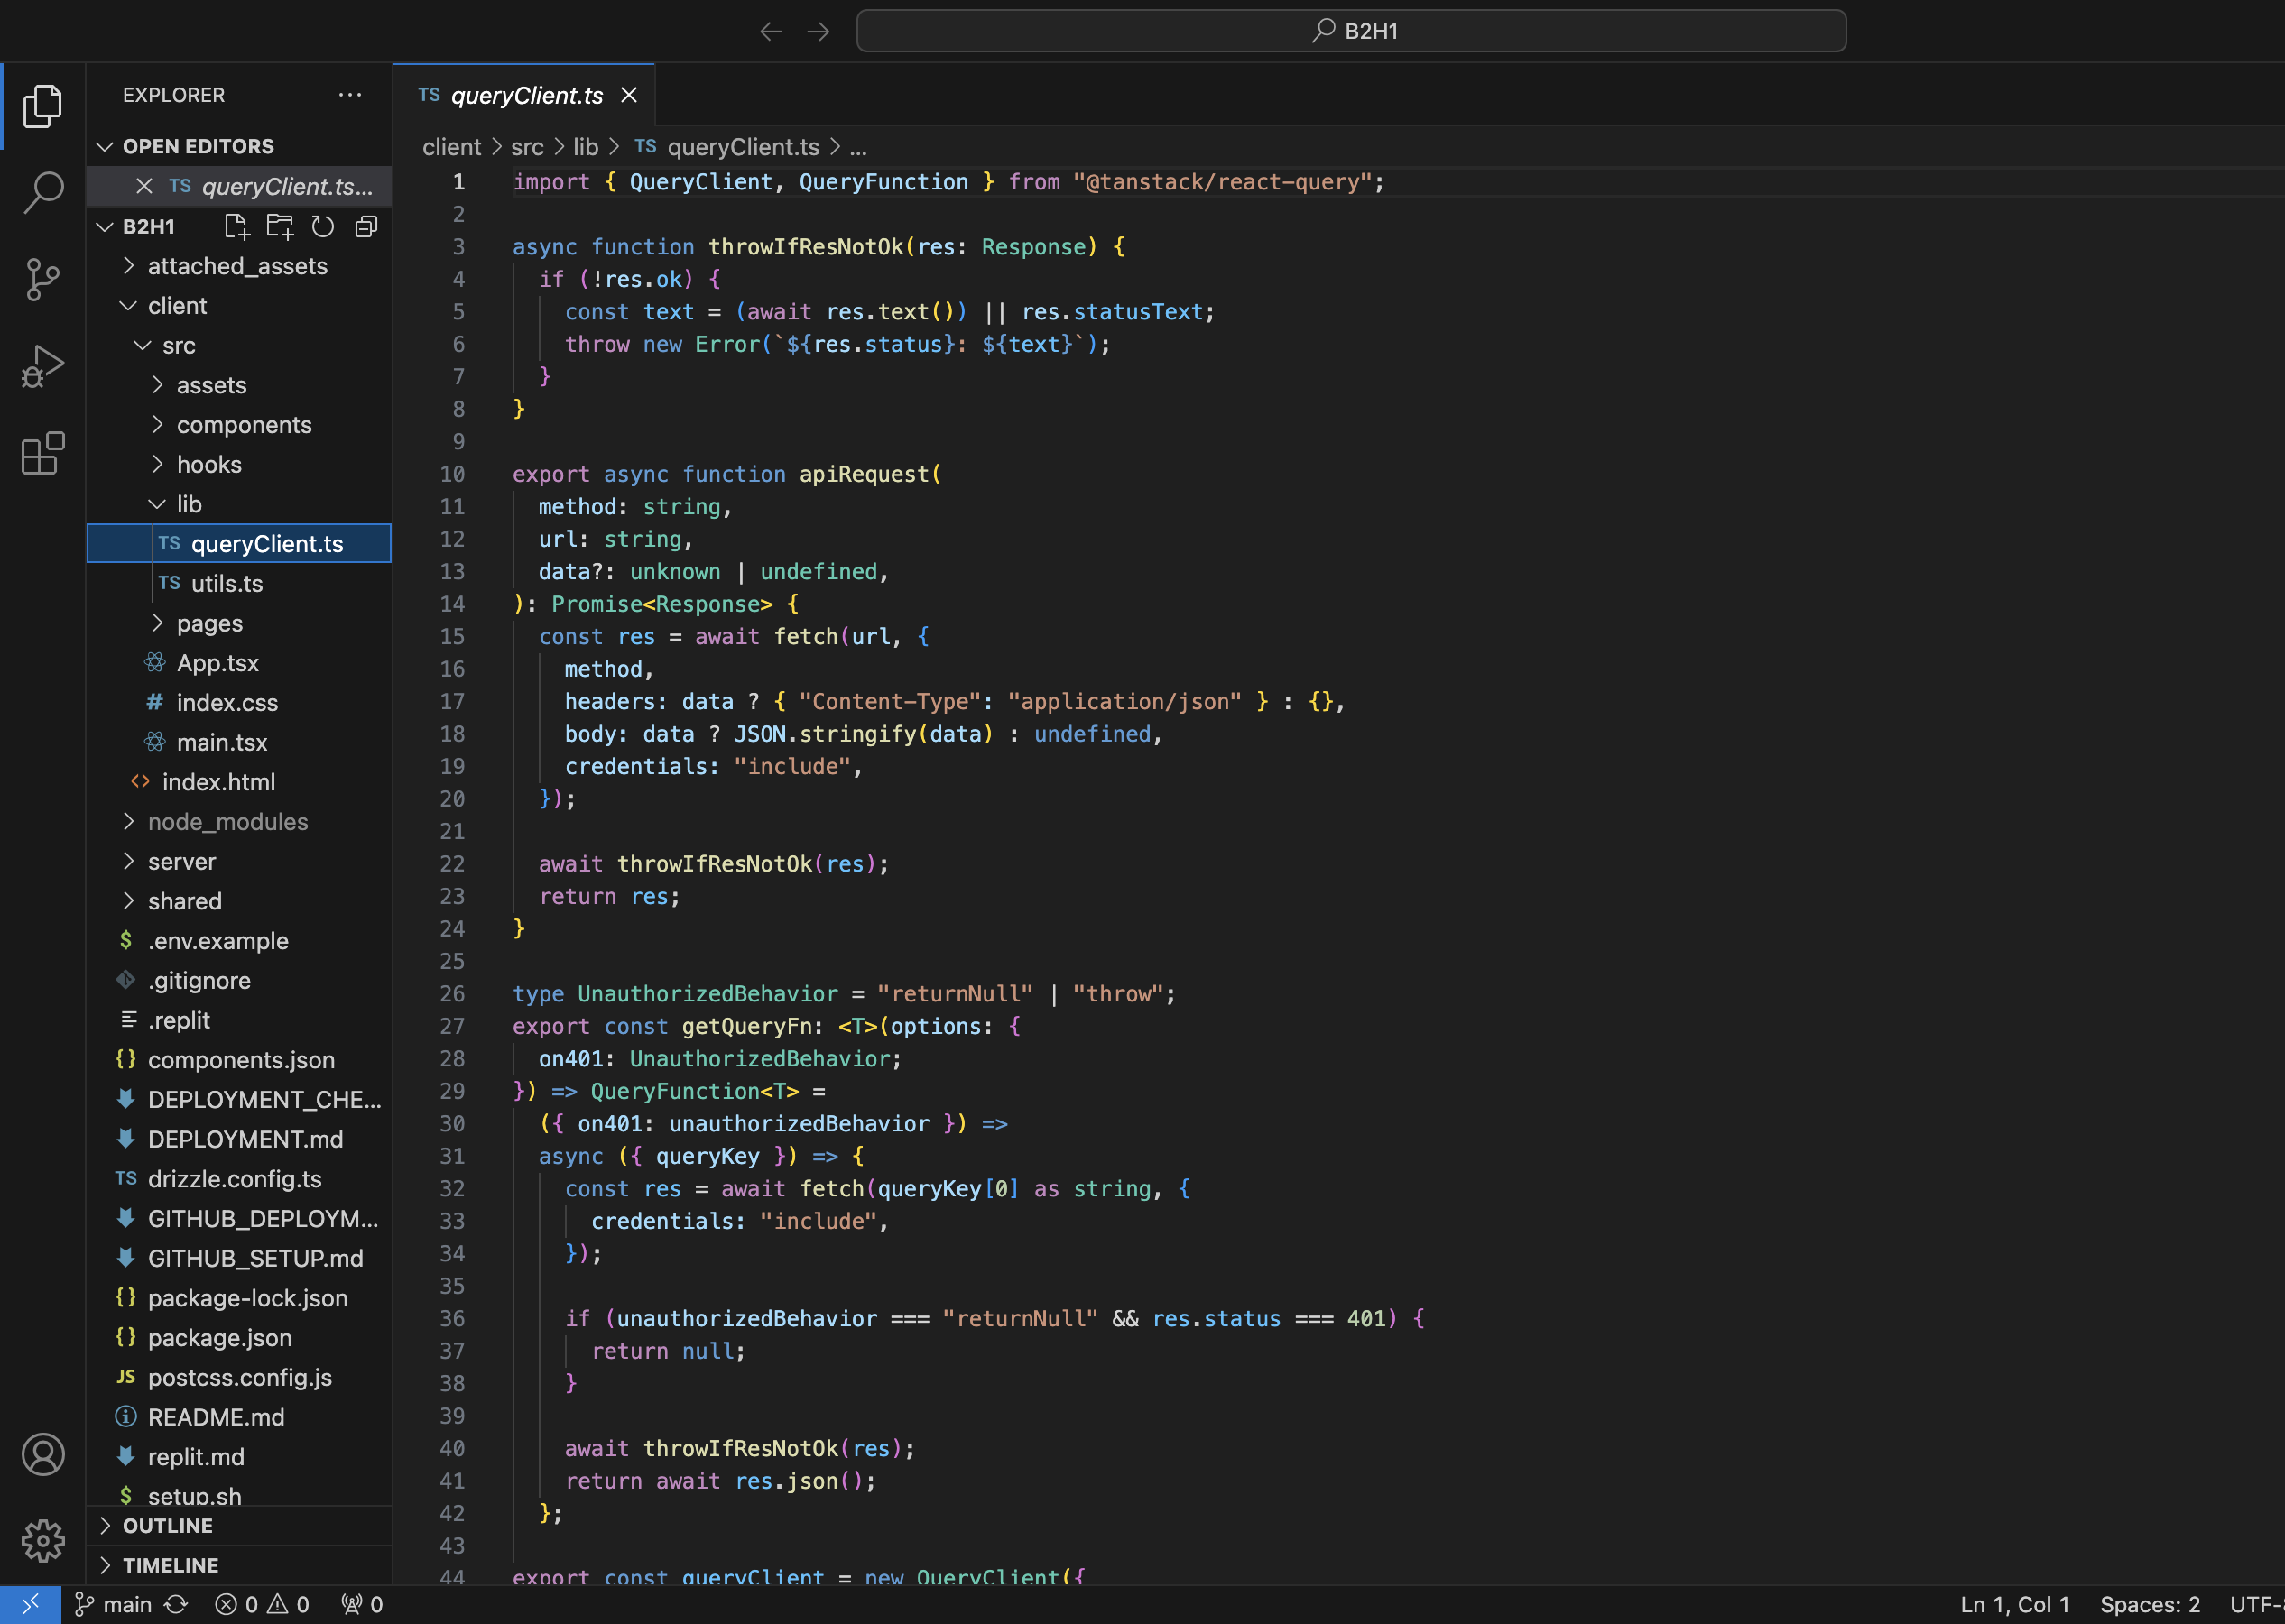 B2H1
EXPLORER
OPEN EDITORS
TS queryClient.ts...
B2H1
attached_assets
client
src
assets
components
hooks
lib
TS queryClient.ts
TS utils.ts
pages
App.tsx
# index.css
main.tsx
<> index.html
node_modules
server
shared
$ .env.example
.gitignore
.replit
{} components.json
DEPLOYMENT_CHE...
DEPLOYMENT.md
TS drizzle.config.ts
GITHUB_DEPLOYM...
GITHUB_SETUP.md
{} package-lock.json
{} package.json
JS postcss.config.js
README.md
replit.md
$ setup.sh
OUTLINE
TIMELINE
TS queryClient.ts
client > src > lib > TS queryClient.ts > ...
1 import { QueryClient, QueryFunction } from "@tanstack/react-query";
2
3 async function throwIfResNotOk(res: Response) {
4 if (!res.ok) {
5 const text = (await res.text()) || res.statusText;
6 throw new Error(`${res.status}: ${text}`);
7 }
8 }
9
10 export async function apiRequest(
11 method: string,
12 url: string,
13 data?: unknown | undefined,
14 ): Promise<Response> {
15 const res = await fetch(url, {
16 method,
17 headers: data ? { "Content-Type": "application/json" } : {},
18 body: data ? JSON.stringify(data) : undefined,
19 credentials: "include",
20 });
21
22 await throwIfResNotOk(res);
23 return res;
24 }
25
26 type UnauthorizedBehavior = "returnNull" | "throw";
27 export const getQueryFn: <T>(options: {
28 on401: UnauthorizedBehavior;
29 }) => QueryFunction<T> =
30 ({ on401: unauthorizedBehavior }) =>
31 async ({ queryKey }) => {
32 const res = await fetch(queryKey[0] as string, {
33 credentials: "include",
34 });
35
36 if (unauthorizedBehavior === "returnNull" && res.status === 401) {
37 return null;
38 }
39
40 await throwIfResNotOk(res);
41 return await res.json();
42 };
43
44 export const queryClient = new QueryClient({
main
0 0
0
Ln 1, Col 1
Spaces: 2
UTF-8